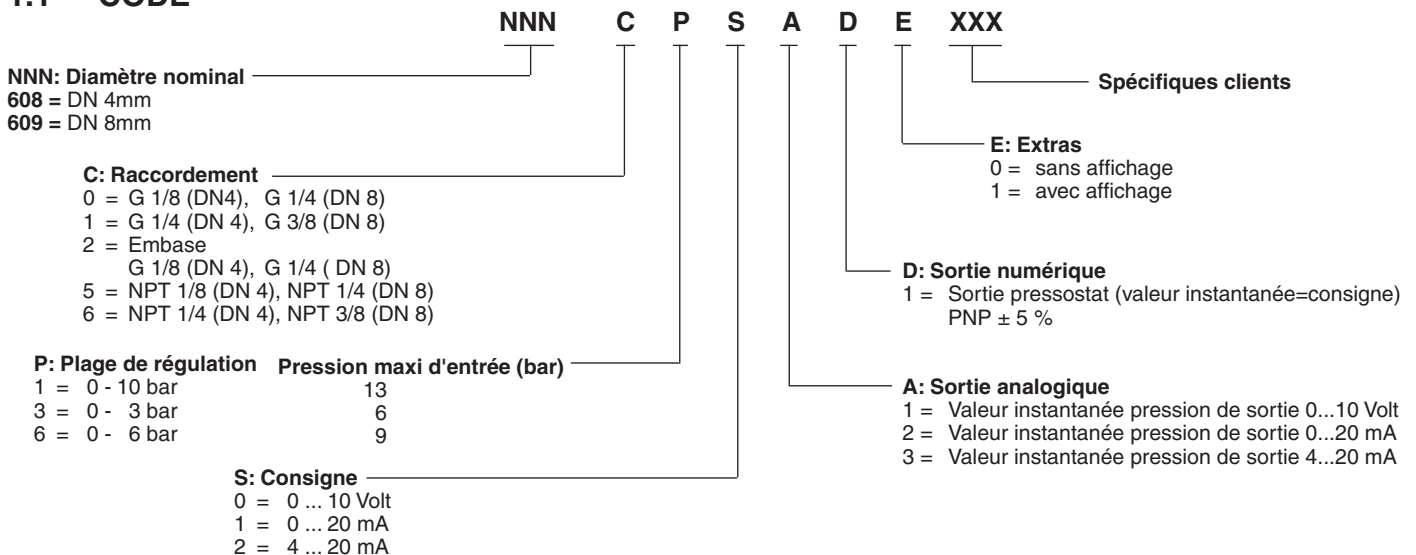 NNN C P S A D E XXX
NNN: Diamètre nominal
608 = DN 4mm
609 = DN 8mm
Spécifiques clients
E: Extras
0 = sans affichage
1 = avec affichage
C: Raccordement
0 = G 1/8 (DN4), G 1/4 (DN 8)
1 = G 1/4 (DN 4), G 3/8 (DN 8)
2 = Embase
G 1/8 (DN 4), G 1/4 ( DN 8)
5 = NPT 1/8 (DN 4), NPT 1/4 (DN 8)
6 = NPT 1/4 (DN 4), NPT 3/8 (DN 8)
D: Sortie numérique
1 = Sortie pressostat (valeur instantanée=consigne)
PNP ± 5 %
P: Plage de régulation Pression maxi d'entrée (bar)
1 = 0 - 10 bar 13
3 = 0 - 3 bar 6
6 = 0 - 6 bar 9
A: Sortie analogique
1 = Valeur instantanée pression de sortie 0...10 Volt
2 = Valeur instantanée pression de sortie 0...20 mA
3 = Valeur instantanée pression de sortie 4...20 mA
S: Consigne
0 = 0 ... 10 Volt
1 = 0 ... 20 mA
2 = 4 ... 20 mA